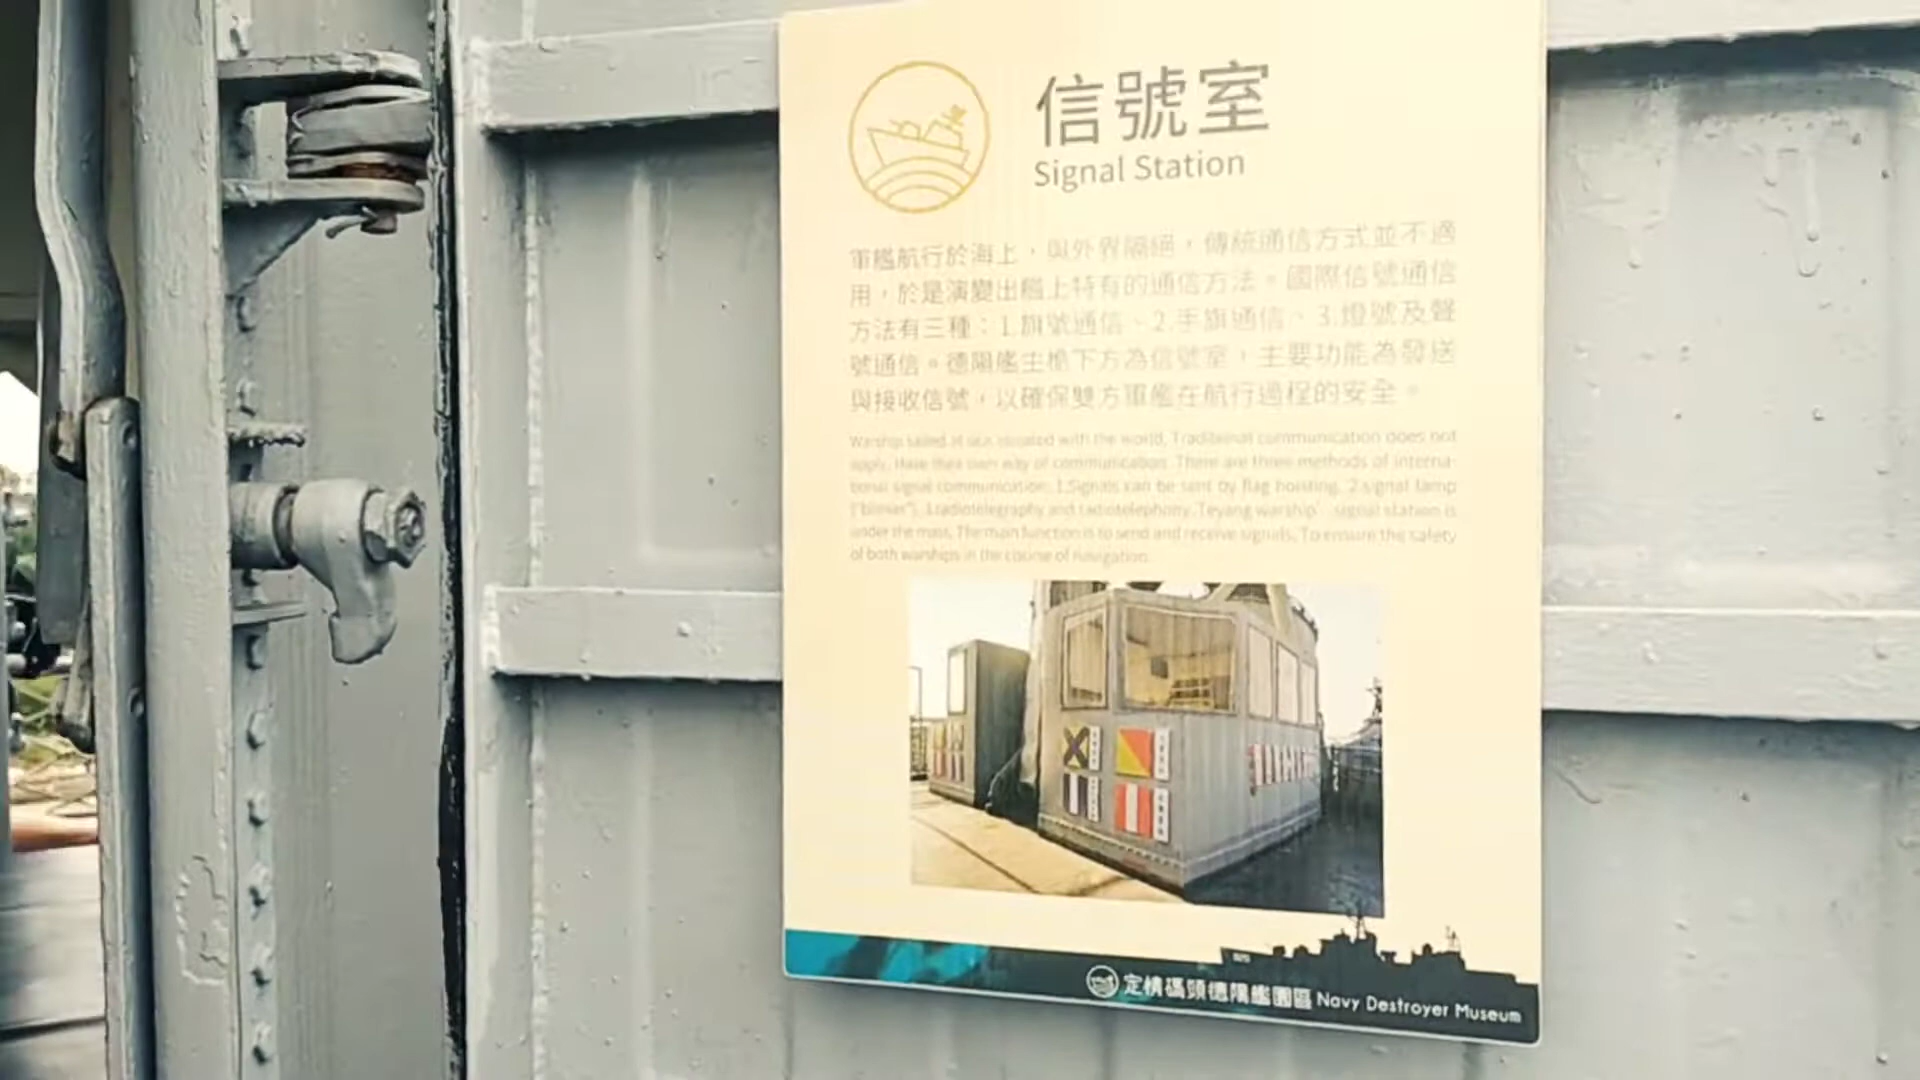 信號室
Signal Station
軍艦航行於海上，與外界隔絕，傳統通信方式並不適
用，於是演變出艦上特有的通信方法。國際信號通信
方法有三種：1.旗號通信、2.手旗通信、3.燈號及聲
號通信。德陽艦主桅下方為信號室，主要功能為發送
與接收信號，以確保雙方軍艦在航行過程的安全。
Warship sailed at sea isolated with the world, Traditional communication does not
apply. Have their own way of communication. There are three methods of interna-
tional signal communication: 1.Signals can be sent by flag hoisting. 2.signal lamp
("blinker"). 3.radiotelegraphy and radiotelephony. Teyang warship' signal station is
under the mast, The main function is to send and receive signals, To ensure the safety
of both warships in the course of navigation.
定情碼頭德陽艦園區 Navy Destroyer Museum